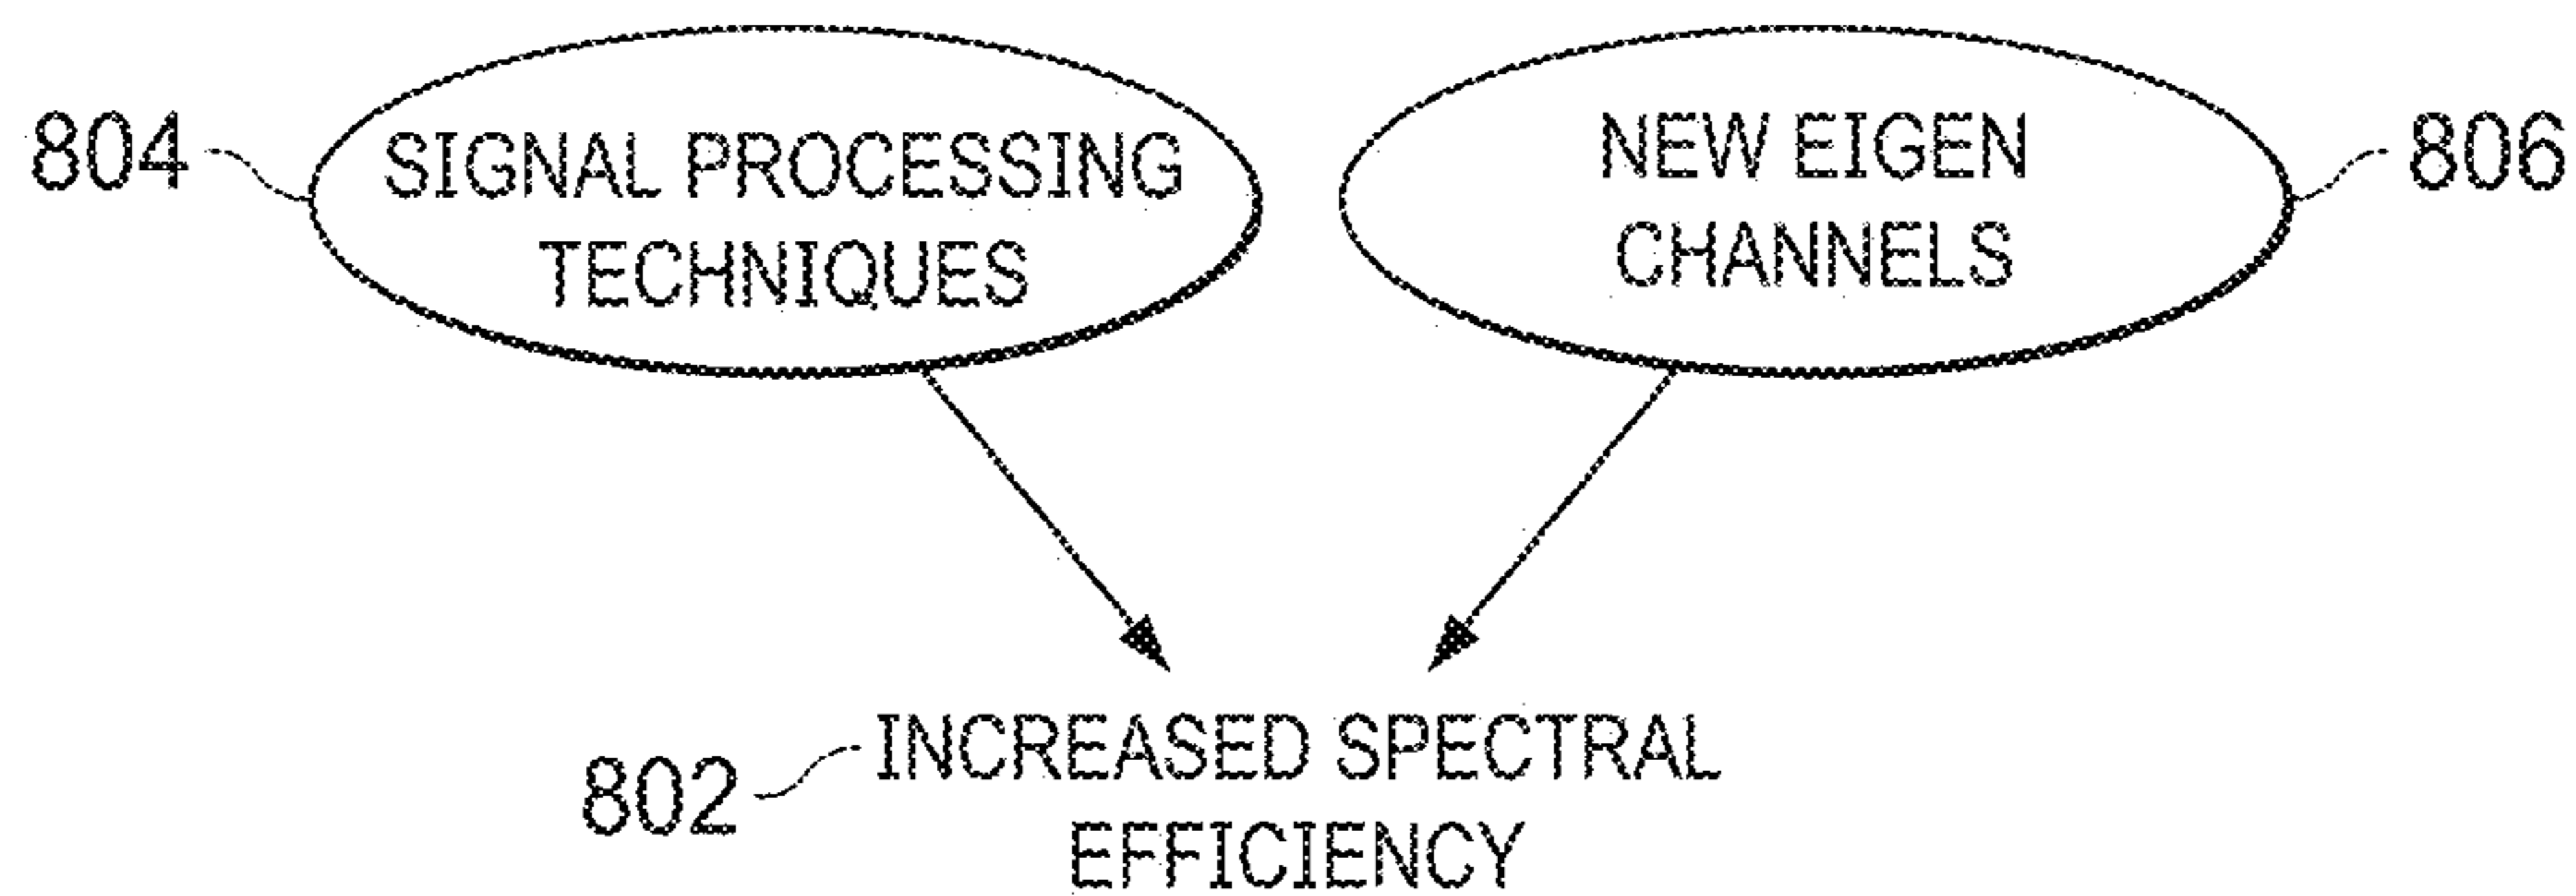 804
SIGNAL PROCESSING
TECHNIQUES
NEW EIGEN
CHANNELS
806
802
INCREASED SPECTRAL
EFFICIENCY